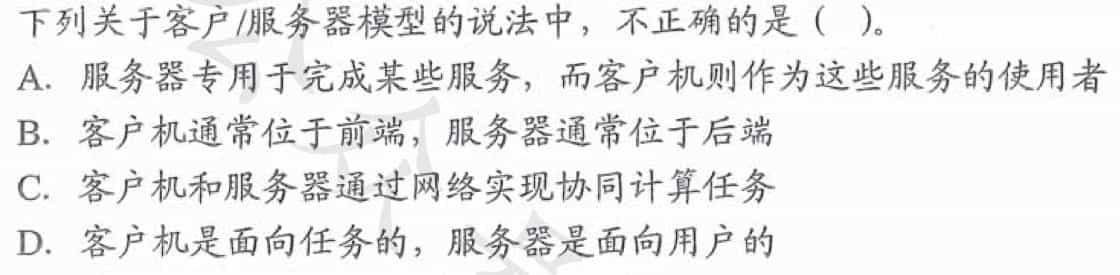 下列关于客户/服务器模型的说法中，不正确的是（ ）。
A. 服务器专用于完成某些服务，而客户机则作为这些服务的使用者
B. 客户机通常位于前端，服务器通常位于后端
C. 客户机和服务器通过网络实现协同计算任务
D. 客户机是面向任务的，服务器是面向用户的